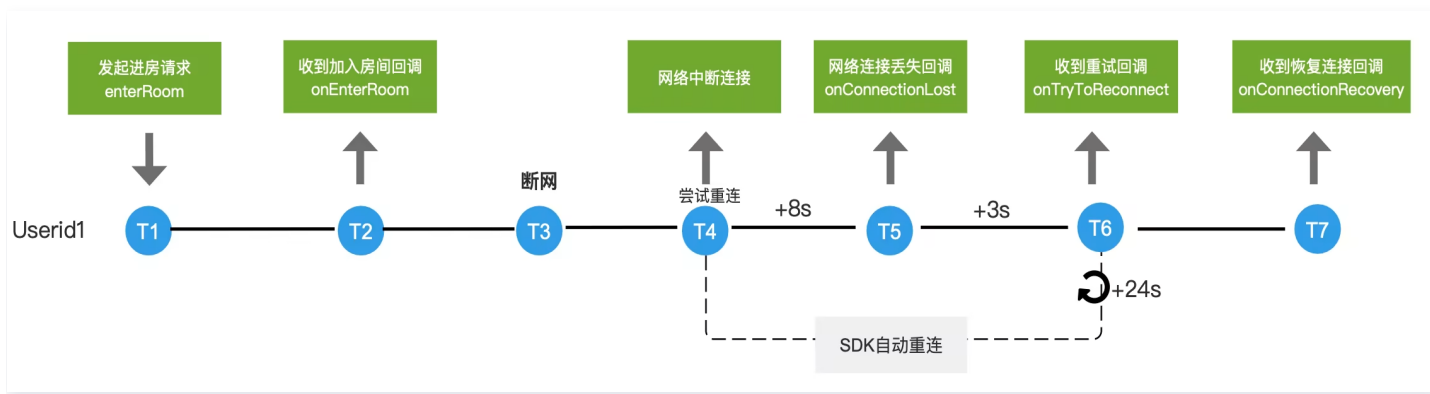 发起进房请求
enterRoom
收到加入房间回调
onEnterRoom
网络中断连接
网络连接丢失回调
onConnectionLost
收到重试回调
onTryToReconnect
收到恢复连接回调
onConnectionRecovery
断网
尝试重连
+8s
+3s
Userid1
T1
T2
T3
T4
T5
T6
T7
+24s
SDK自动重连